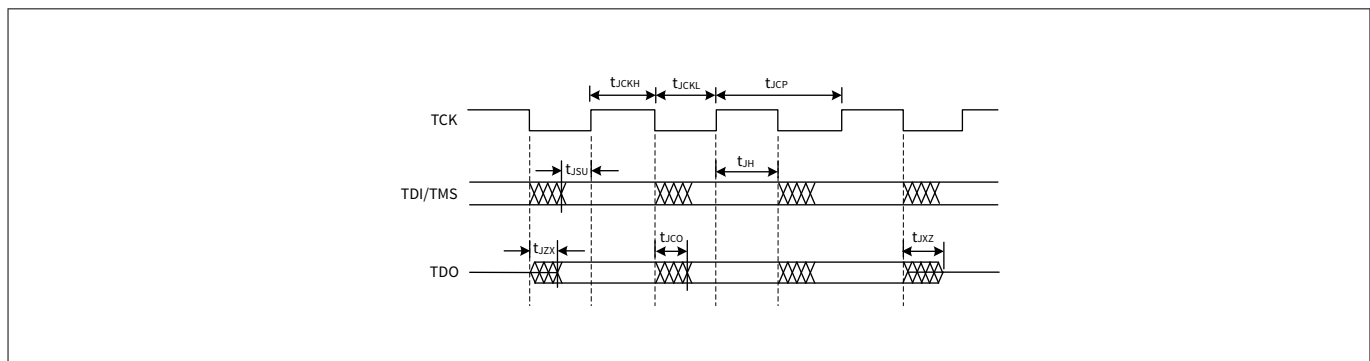 tJCKH tJCKL tJCP
TCK
tJSU tJH
TDI/TMS
tJZX tJCO tJXZ
TDO